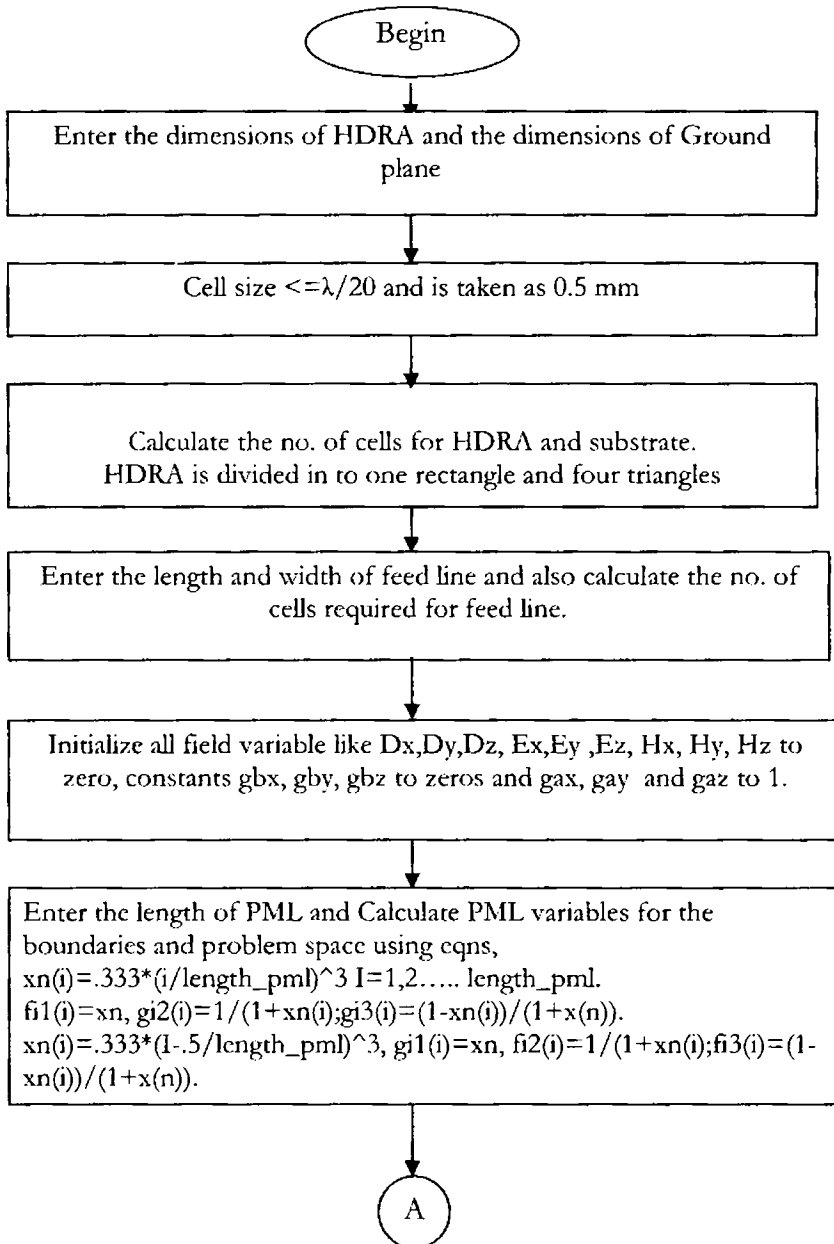 Begin
Enter the dimensions of HDRA and the dimensions of Ground
plane
Cell size <=λ/20 and is taken as 0.5 mm
Calculate the no. of cells for HDRA and substrate.
HDRA is divided in to one rectangle and four triangles
Enter the length and width of feed line and also calculate the no. of
cells required for feed line.
Initialize all field variable like Dx,Dy,Dz, Ex,Ey ,Ez, Hx, Hy, Hz to
zero, constants gbx, gby, gbz to zeros and gax, gay and gaz to 1.
Enter the length of PML and Calculate PML variables for the
boundaries and problem space using eqns,
xn(i)=.333*(i/length_pml)^3 I=1,2..... length_pml.
fi1(i)=xn, gi2(i)=1/(1+xn(i);gi3(i)=(1-xn(i))/(1+x(n)).
xn(i)=.333*(I-.5/length_pml)^3, gi1(i)=xn, fi2(i)=1/(1+xn(i);fi3(i)=(1-
xn(i))/(1+x(n)).
A